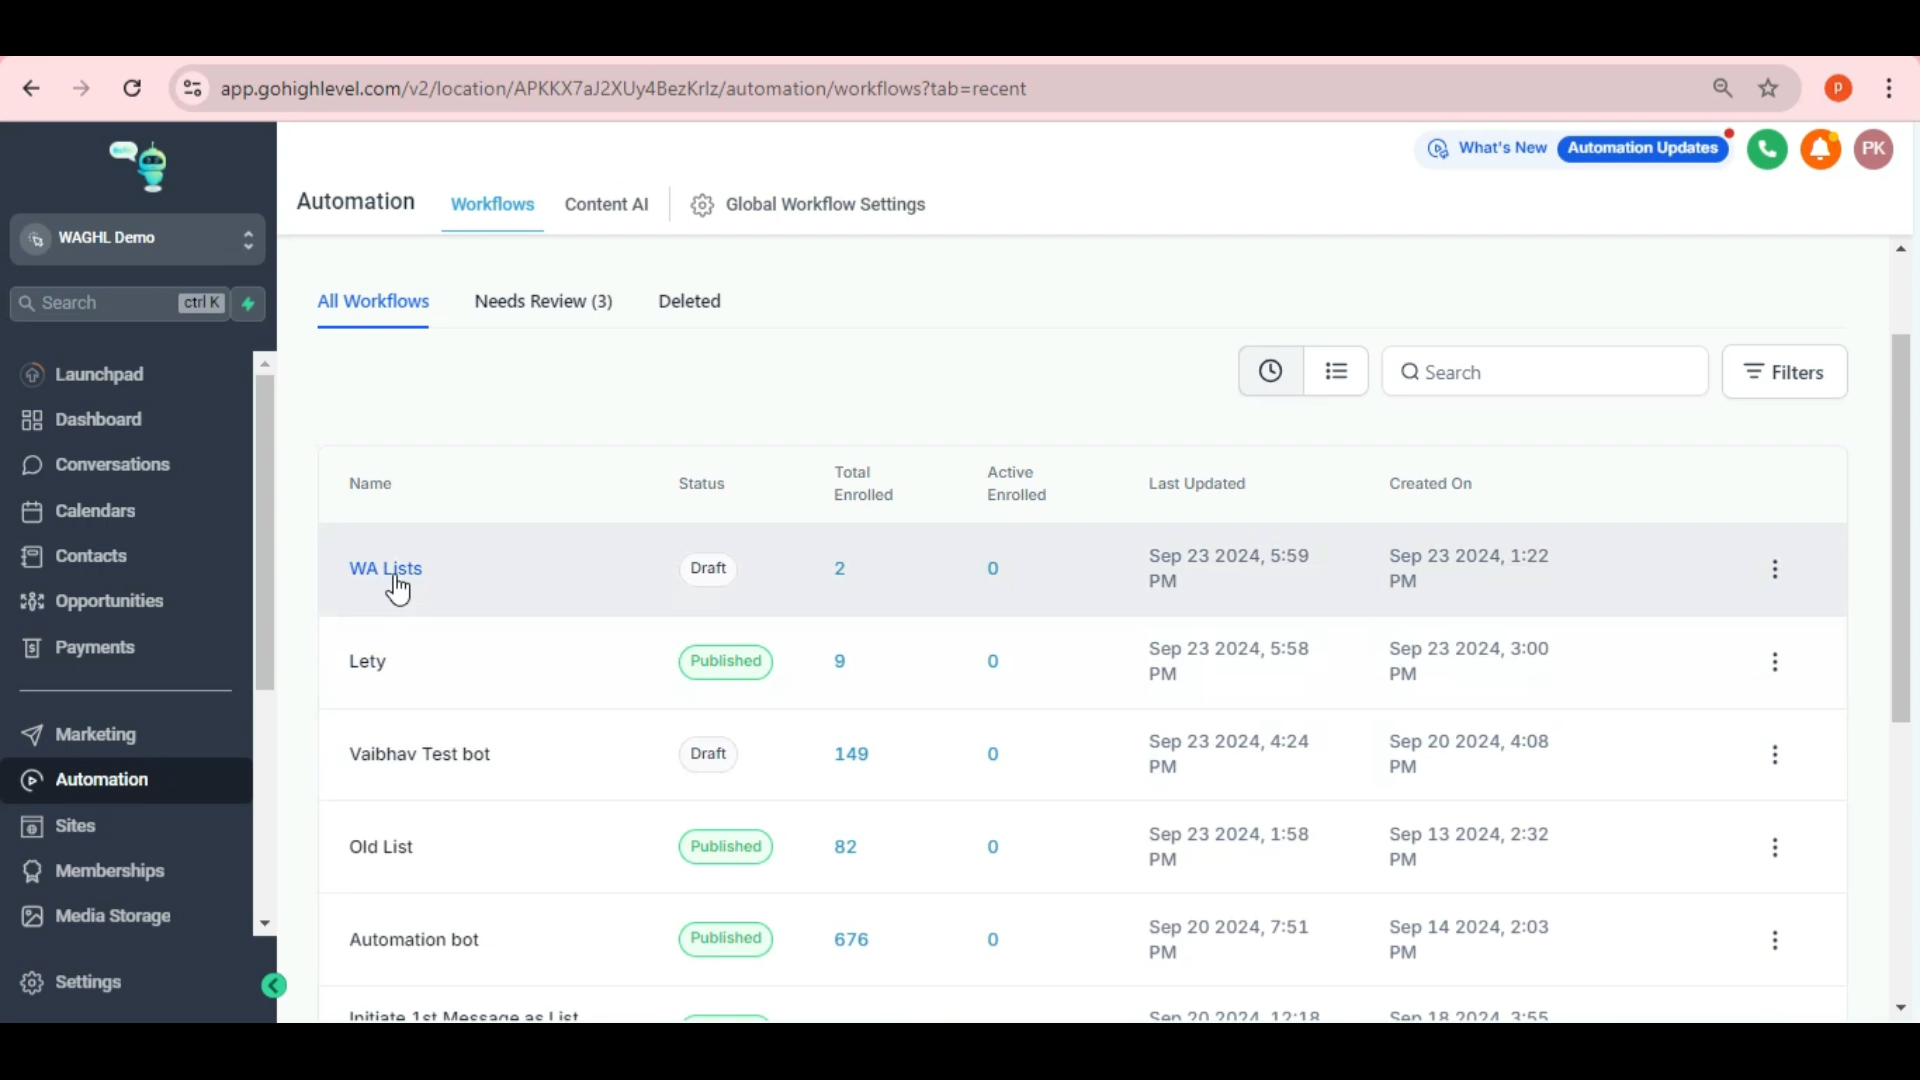 app.gohighlevel.com/v2/location/APKKX7aJ2XUy4BezKrIz/automation/workflows?tab=recent
P
What's New
Automation Updates
PK
WAGHL Demo
Search
ctrl K
Launchpad
Dashboard
Conversations
Calendars
Contacts
Opportunities
Payments
Marketing
Automation
Sites
Memberships
Media Storage
Settings
Automation
Workflows
Content AI
Global Workflow Settings
All Workflows
Needs Review (3)
Deleted
Search
Filters
Name
Status
Total
Enrolled
Active
Enrolled
Last Updated
Created On
WA Lists
Draft
2
0
Sep 23 2024, 5:59
PM
Sep 23 2024, 1:22
PM
Lety
Published
9
0
Sep 23 2024, 5:58
PM
Sep 23 2024, 3:00
PM
Vaibhav Test bot
Draft
149
0
Sep 23 2024, 4:24
PM
Sep 20 2024, 4:08
PM
Old List
Published
82
0
Sep 23 2024, 1:58
PM
Sep 13 2024, 2:32
PM
Automation bot
Published
676
0
Sep 20 2024, 7:51
PM
Sep 14 2024, 2:03
PM
Initiate 1st Message as List
Sep 20 2024, 12:18
Sep 18 2024, 3:55